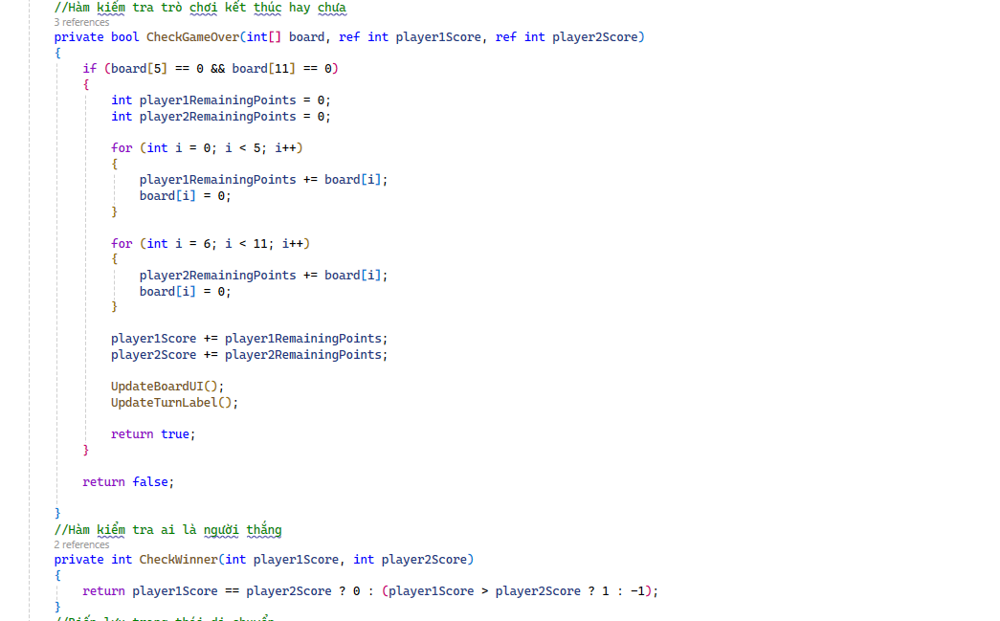 //Hàm kiểm tra trò chơi kết thúc hay chưa
3 references
private bool CheckGameOver(int[] board, ref int player1Score, ref int player2Score)
{
if (board[5] == 0 && board[11] == 0)
{
int player1RemainingPoints = 0;
int player2RemainingPoints = 0;
for (int i = 0; i < 5; i++)
{
player1RemainingPoints += board[i];
board[i] = 0;
}
for (int i = 6; i < 11; i++)
{
player2RemainingPoints += board[i];
board[i] = 0;
}
player1Score += player1RemainingPoints;
player2Score += player2RemainingPoints;
UpdateBoardUI();
UpdateTurnLabel();
return true;
}
return false;
}
//Hàm kiểm tra ai là người thắng
2 references
private int CheckWinner(int player1Score, int player2Score)
{
return player1Score == player2Score ? 0 : (player1Score > player2Score ? 1 : -1);
}